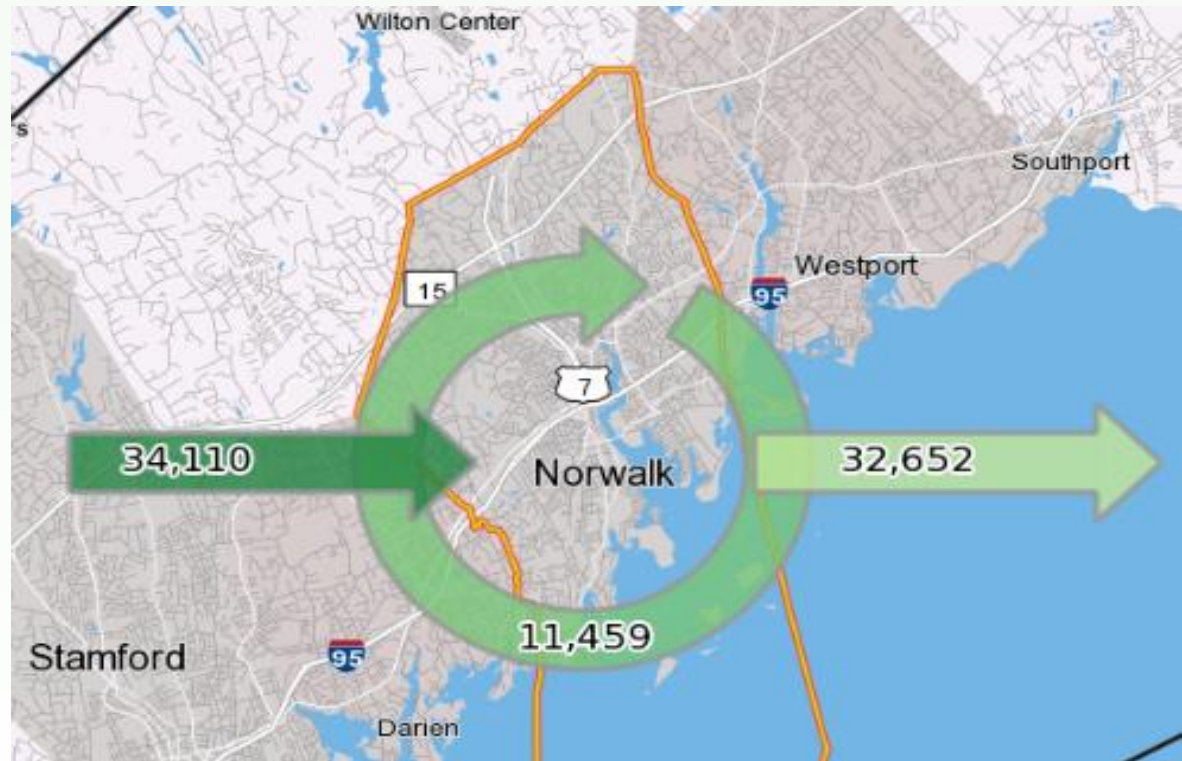 Wilton Center
s
Southport
Westport
15
95
7
34,110
32,652
Norwalk
11,459
Stamford
95
Darien